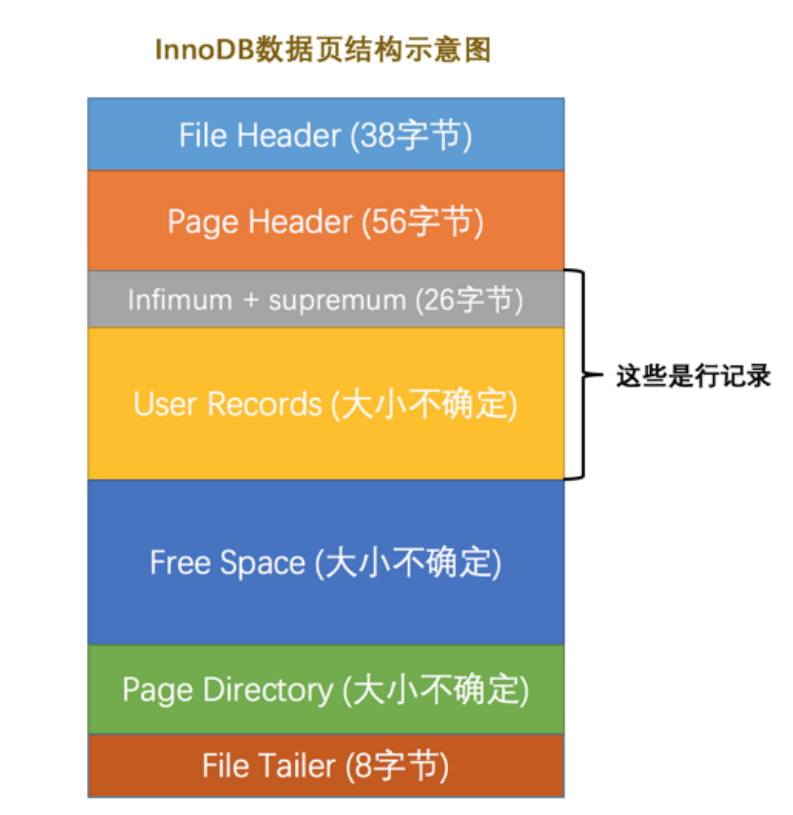 InnoDB数据页结构示意图
File Header (38字节)
Page Header (56字节)
Infimum + supremum (26字节)
这些是行记录
User Records (大小不确定)
Free Space (大小不确定)
Page Directory (大小不确定)
File Tailer (8字节)